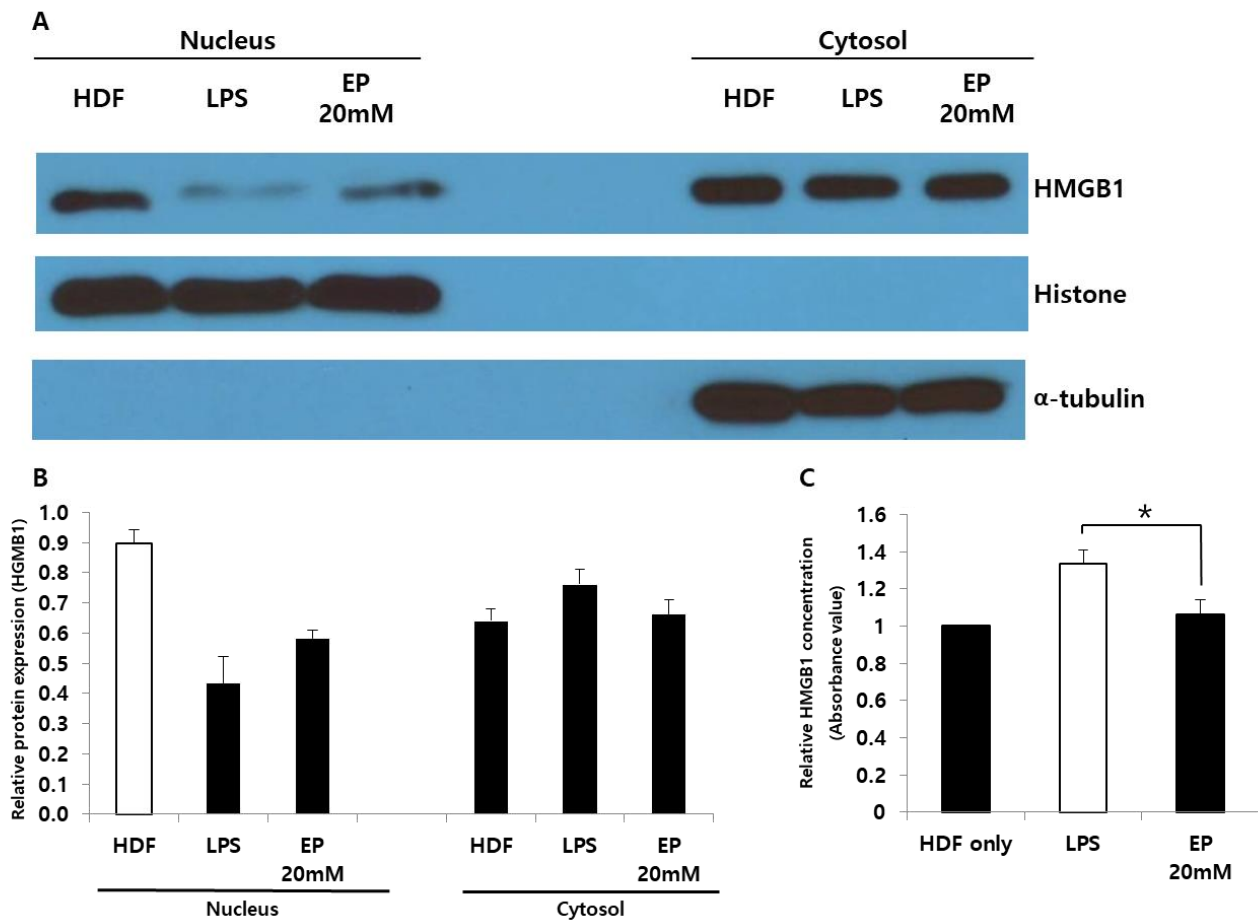 A
Nucleus
Cytosol
HDF
LPS
EP
20mM
HDF
LPS
EP
20mM
HMGB1
Histone
α-tubulin
B
Relative protein expression (HGMB1)
1.0
0.9
0.8
0.7
0.6
0.5
0.4
0.3
0.2
0.1
0.0
HDF
LPS
EP
20mM
HDF
LPS
EP
20mM
Nucleus
Cytosol
C
Relative HMGB1 concentration
(Absorbance value)
1.6
1.4
1.2
1
0.8
0.6
0.4
0.2
0
*
HDF only
LPS
EP
20mM